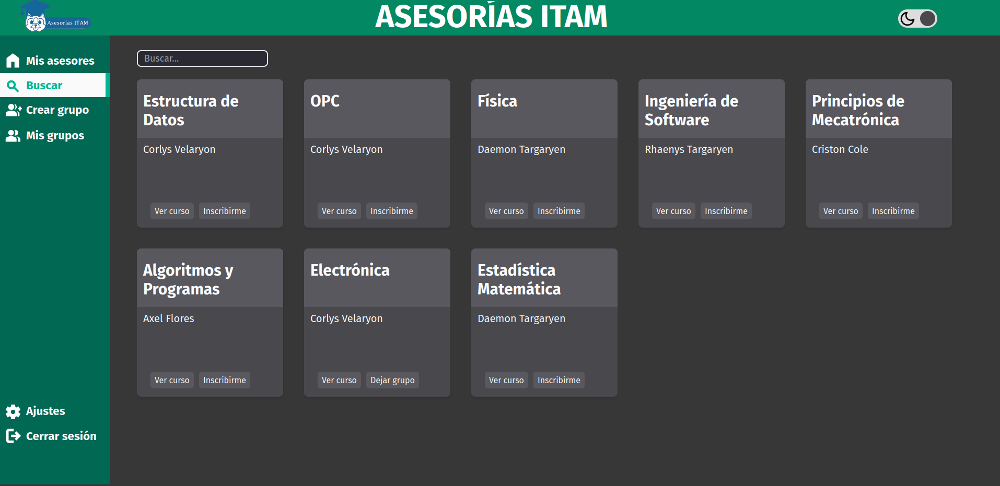 Asesorías ITAM
ASESORÍAS ITAM
Mis asesores
Buscar
Crear grupo
Mis grupos
Ajustes
Cerrar sesión
Buscar...
Estructura de
Datos
Corlys Velaryon
Ver curso
Inscribirme
OPC
Corlys Velaryon
Ver curso
Inscribirme
Física
Daemon Targaryen
Ver curso
Inscribirme
Ingeniería de
Software
Rhaenys Targaryen
Ver curso
Inscribirme
Principios de
Mecatrónica
Criston Cole
Ver curso
Inscribirme
Algoritmos y
Programas
Axel Flores
Ver curso
Inscribirme
Electrónica
Corlys Velaryon
Ver curso
Dejar grupo
Estadística
Matemática
Daemon Targaryen
Ver curso
Inscribirme